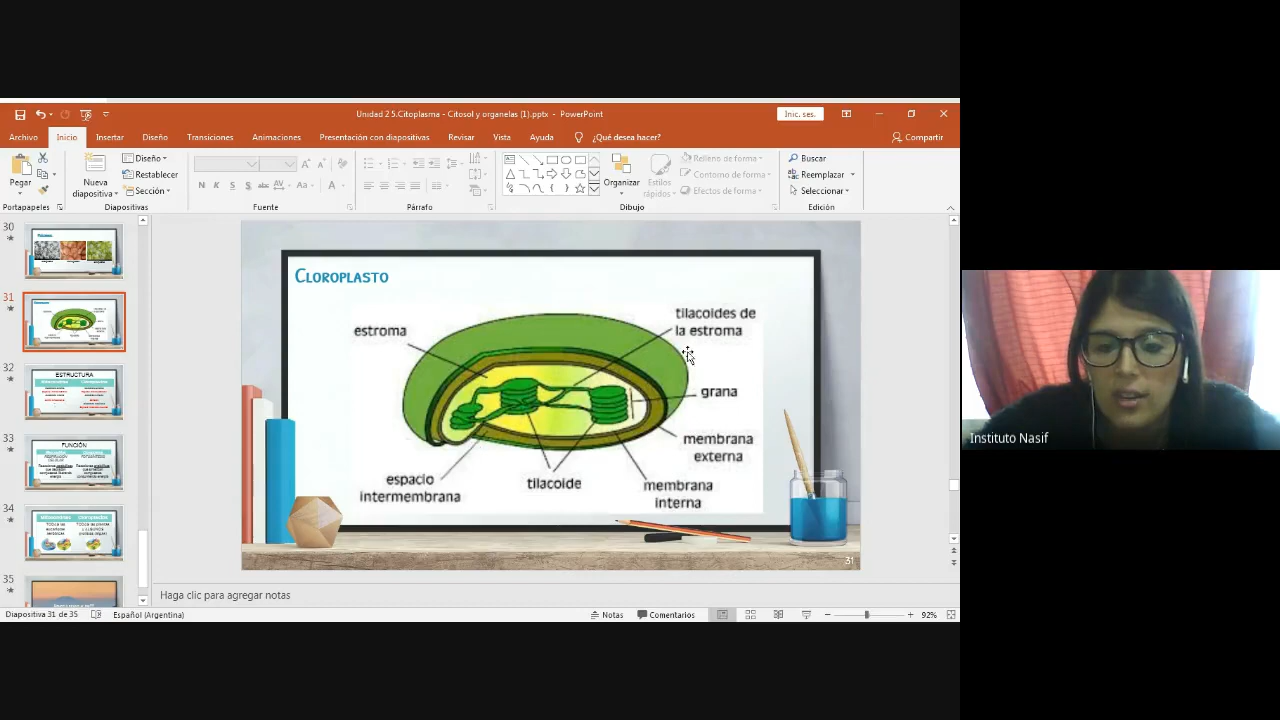 Unidad 2 5.Citoplasma - Citosol y organelas (1).pptx - PowerPoint
Inic. ses.
Archivo Inicio Insertar Diseño Transiciones Animaciones Presentación con diapositivas Revisar Vista Ayuda ¿Qué desea hacer? Compartir
Pegar
Nueva
diapositiva
Diseño
Restablecer
Sección
N K S S abc AV Aa A
Organizar
Estilos
rápidos
Relleno de forma
Contorno de forma
Efectos de forma
Buscar
Reemplazar
Seleccionar
Portapapeles Diapositivas Fuente Párrafo Dibujo Edición
30
31
32
ESTRUCTURA
33
FUNCIÓN
34
35
Cloroplasto
estroma
tilacoides de
la estroma
grana
membrana
externa
membrana
interna
tilacoide
espacio
intermembrana
31
Haga clic para agregar notas
Diapositiva 31 de 35 Español (Argentina) Notas Comentarios 92%
Instituto Nasif